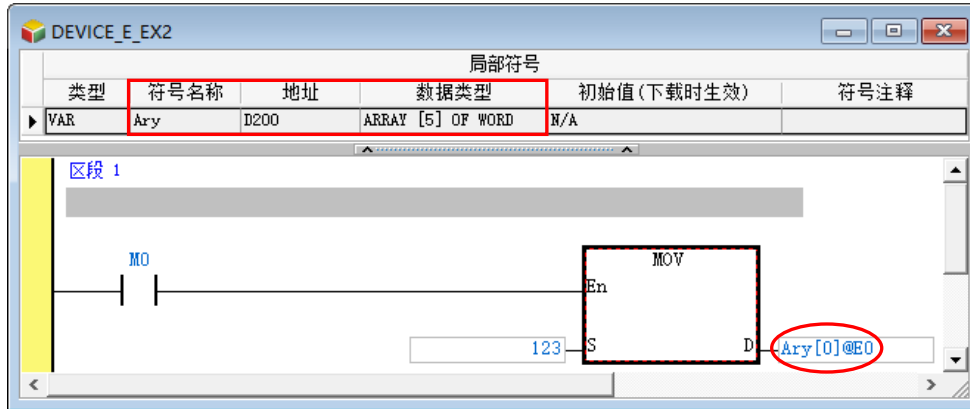 DEVICE_E_EX2
局部符号
类型 符号名称 地址 数据类型 初始值(下载时生效) 符号注释
VAR Ary D200 ARRAY [5] OF WORD N/A
区段 1
M0 MOV
En
123 S D Ary[0]@E0